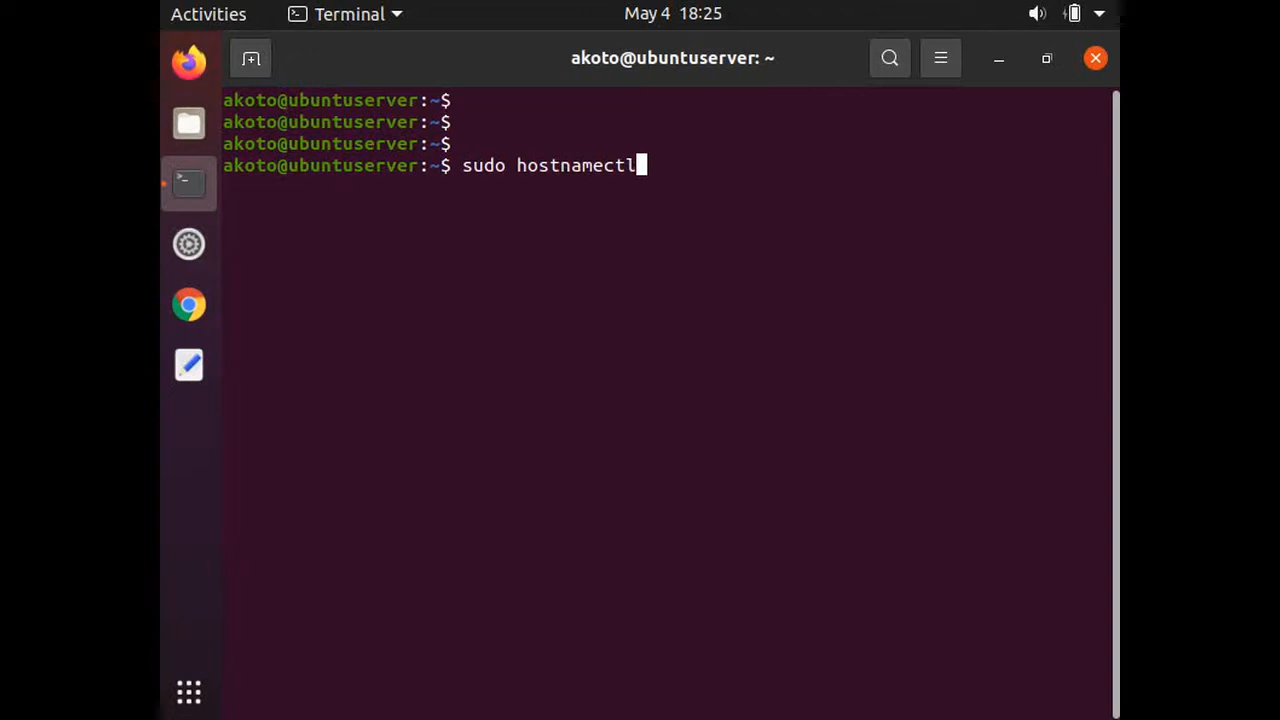 Activities Terminal May 4 18:25
akoto@ubuntuserver: ~
akoto@ubuntuserver:~$
akoto@ubuntuserver:~$
akoto@ubuntuserver:~$
akoto@ubuntuserver:~$ sudo hostnamectl